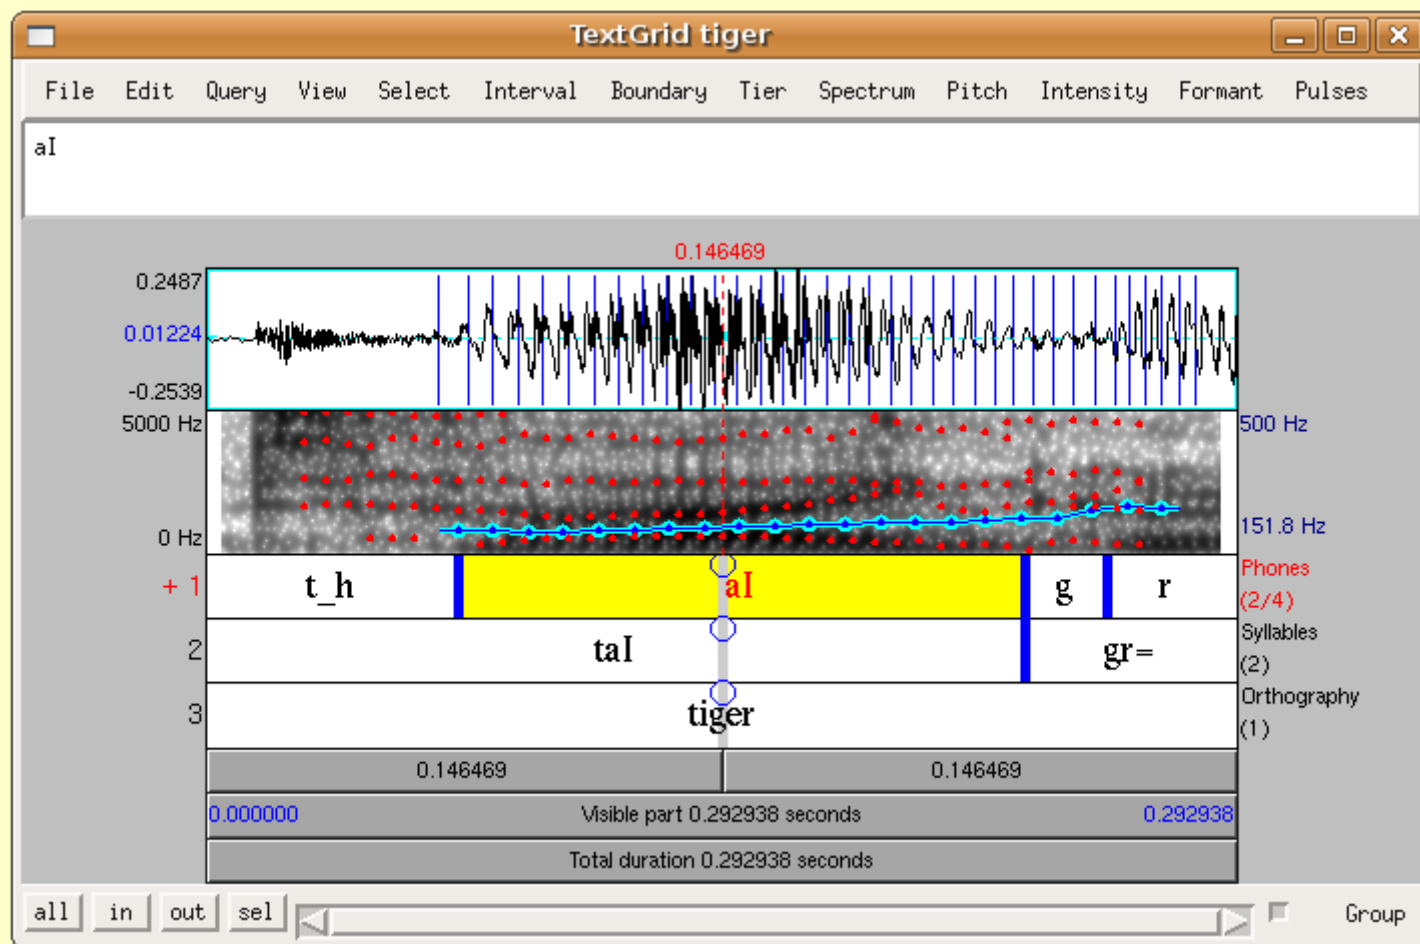 TextGrid tiger
File Edit Query View Select Interval Boundary Tier Spectrum Pitch Intensity Formant Pulses
aI
0.146469
0.2487
0.01224
-0.2539
5000 Hz 500 Hz
0 Hz 151.8 Hz
+ 1 t_h aI g r Phones
(2/4)
2 taI gr= Syllables
(2)
3 tiger Orthography
(1)
0.146469 0.146469
0.000000 Visible part 0.292938 seconds 0.292938
Total duration 0.292938 seconds
all in out sel Group